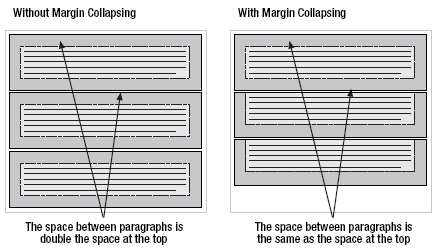 Without Margin Collapsing
With Margin Collapsing
The space between paragraphs is
double the space at the top
The space between paragraphs is
the same as the space at the top